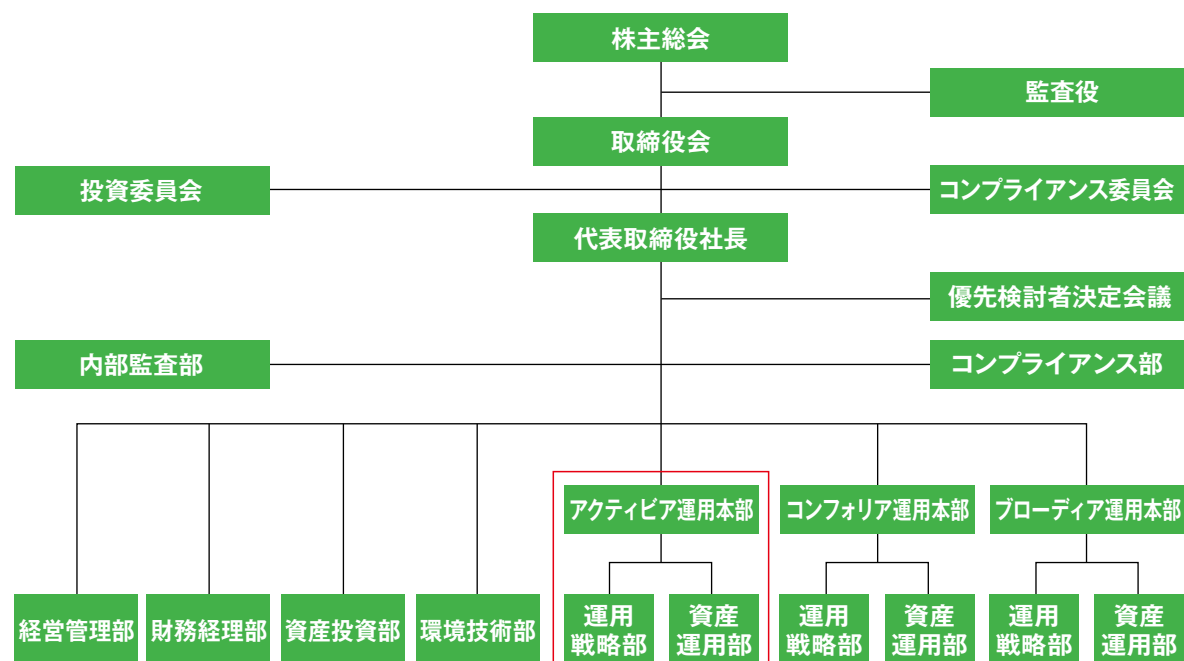 株主総会
監査役
取締役会
投資委員会
コンプライアンス委員会
代表取締役社長
優先検討者決定会議
内部監査部
コンプライアンス部
アクティビア運用本部
コンフォリア運用本部
ブローディア運用本部
経営管理部
財務経理部
資産投資部
環境技術部
運用
戦略部
資産
運用部
運用
戦略部
資産
運用部
運用
戦略部
資産
運用部